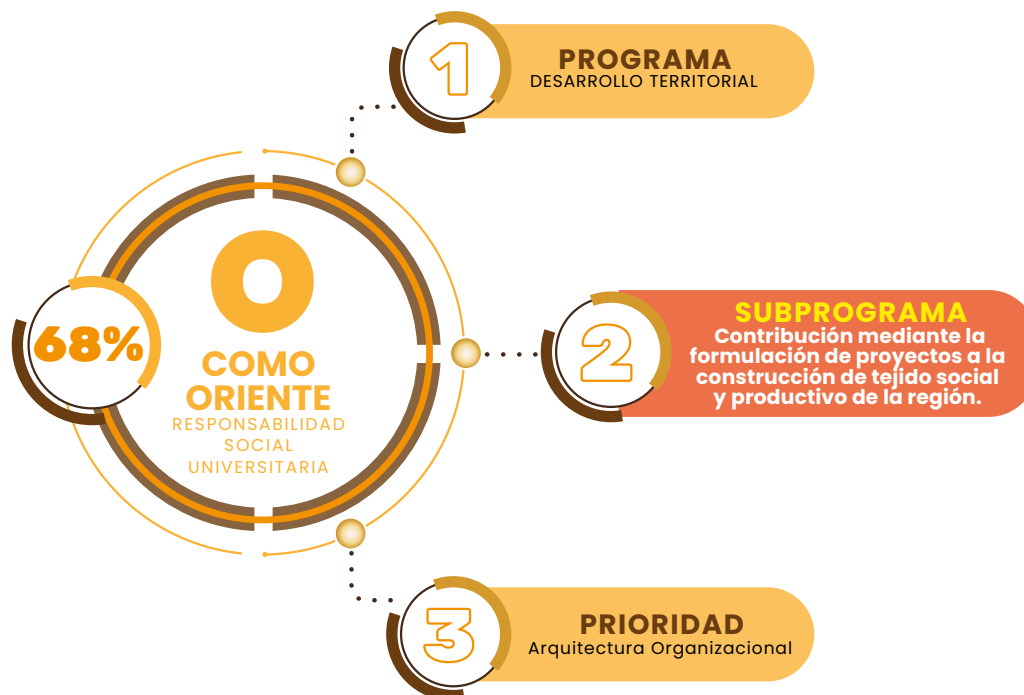 1
PROGRAMA
DESARROLLO TERRITORIAL
O
COMO
ORIENTE
RESPONSABILIDAD
SOCIAL
UNIVERSITARIA
68%
2
SUBPROGRAMA
Contribución mediante la
formulación de proyectos a la
construcción de tejido social
y productivo de la región.
3
PRIORIDAD
Arquitectura Organizacional